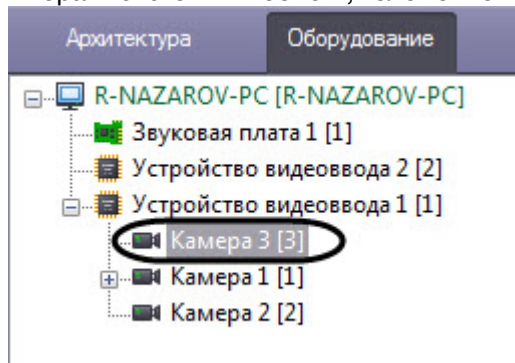 Архитектура Оборудование
R-NAZAROV-PC [R-NAZAROV-PC]
Звуковая плата 1 [1]
Устройство видеоввода 2 [2]
Устройство видеоввода 1 [1]
Камера 3 [3]
Камера 1 [1]
Камера 2 [2]